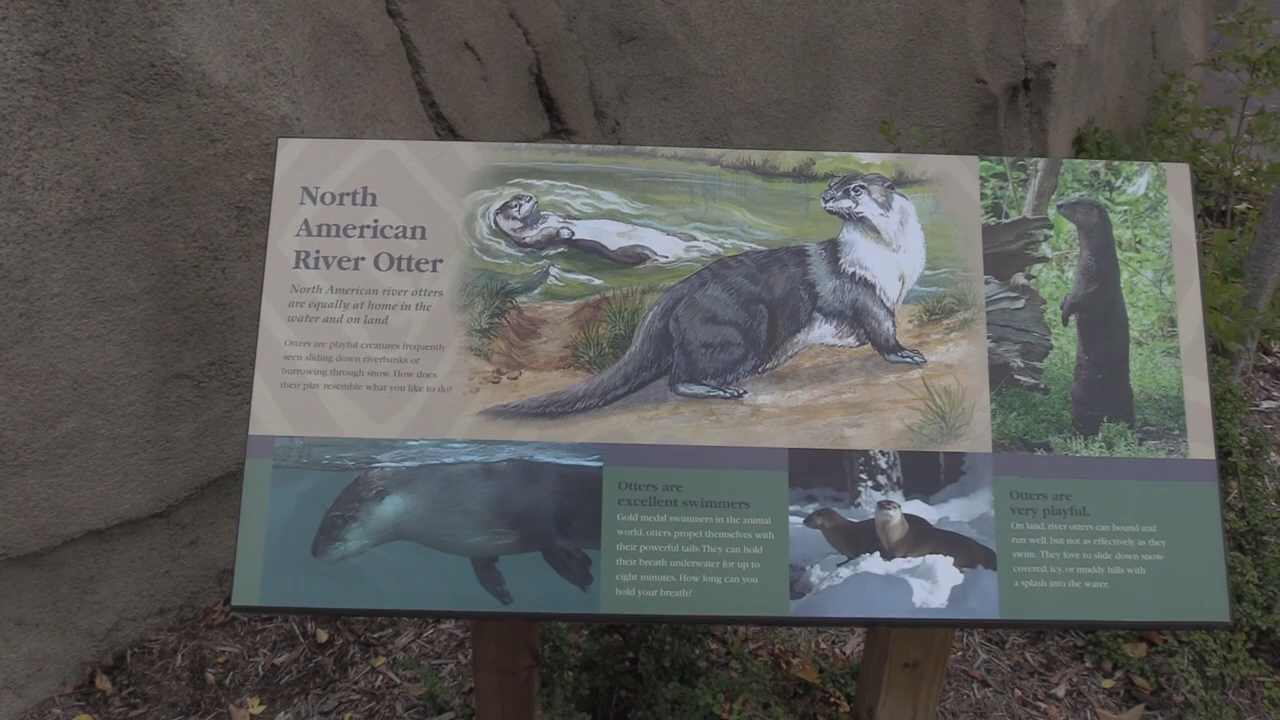 North
American
River Otter
North American river otters
are equally at home in the
water and on land
Otters are playful creatures frequently
seen sliding down riverbanks or
burrowing through snow. How does
their play resemble what you like to do?
Otters are
excellent swimmers
Gold medal swimmers in the animal
world, otters propel themselves with
their powerful tails. They can hold
their breath underwater for up to
eight minutes. How long can you
hold your breath?
Otters are
very playful.
On land, river otters can bound and
run well, but not as effectively as they
swim. They love to slide down snow-
covered, icy, or muddy hills with
a splash into the water.